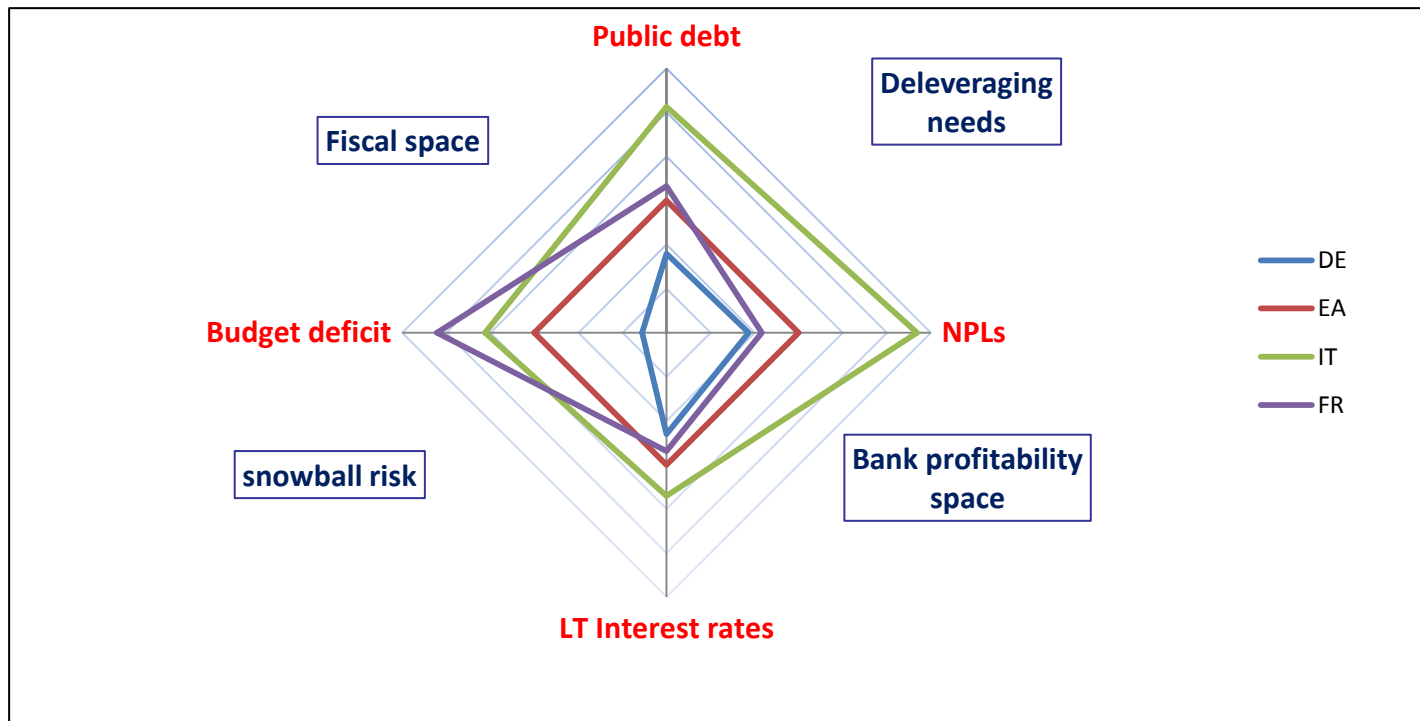 Public debt
Deleveraging
needs
Fiscal space
Budget deficit
NPLs
DE
EA
IT
FR
snowball risk
Bank profitability
space
LT Interest rates